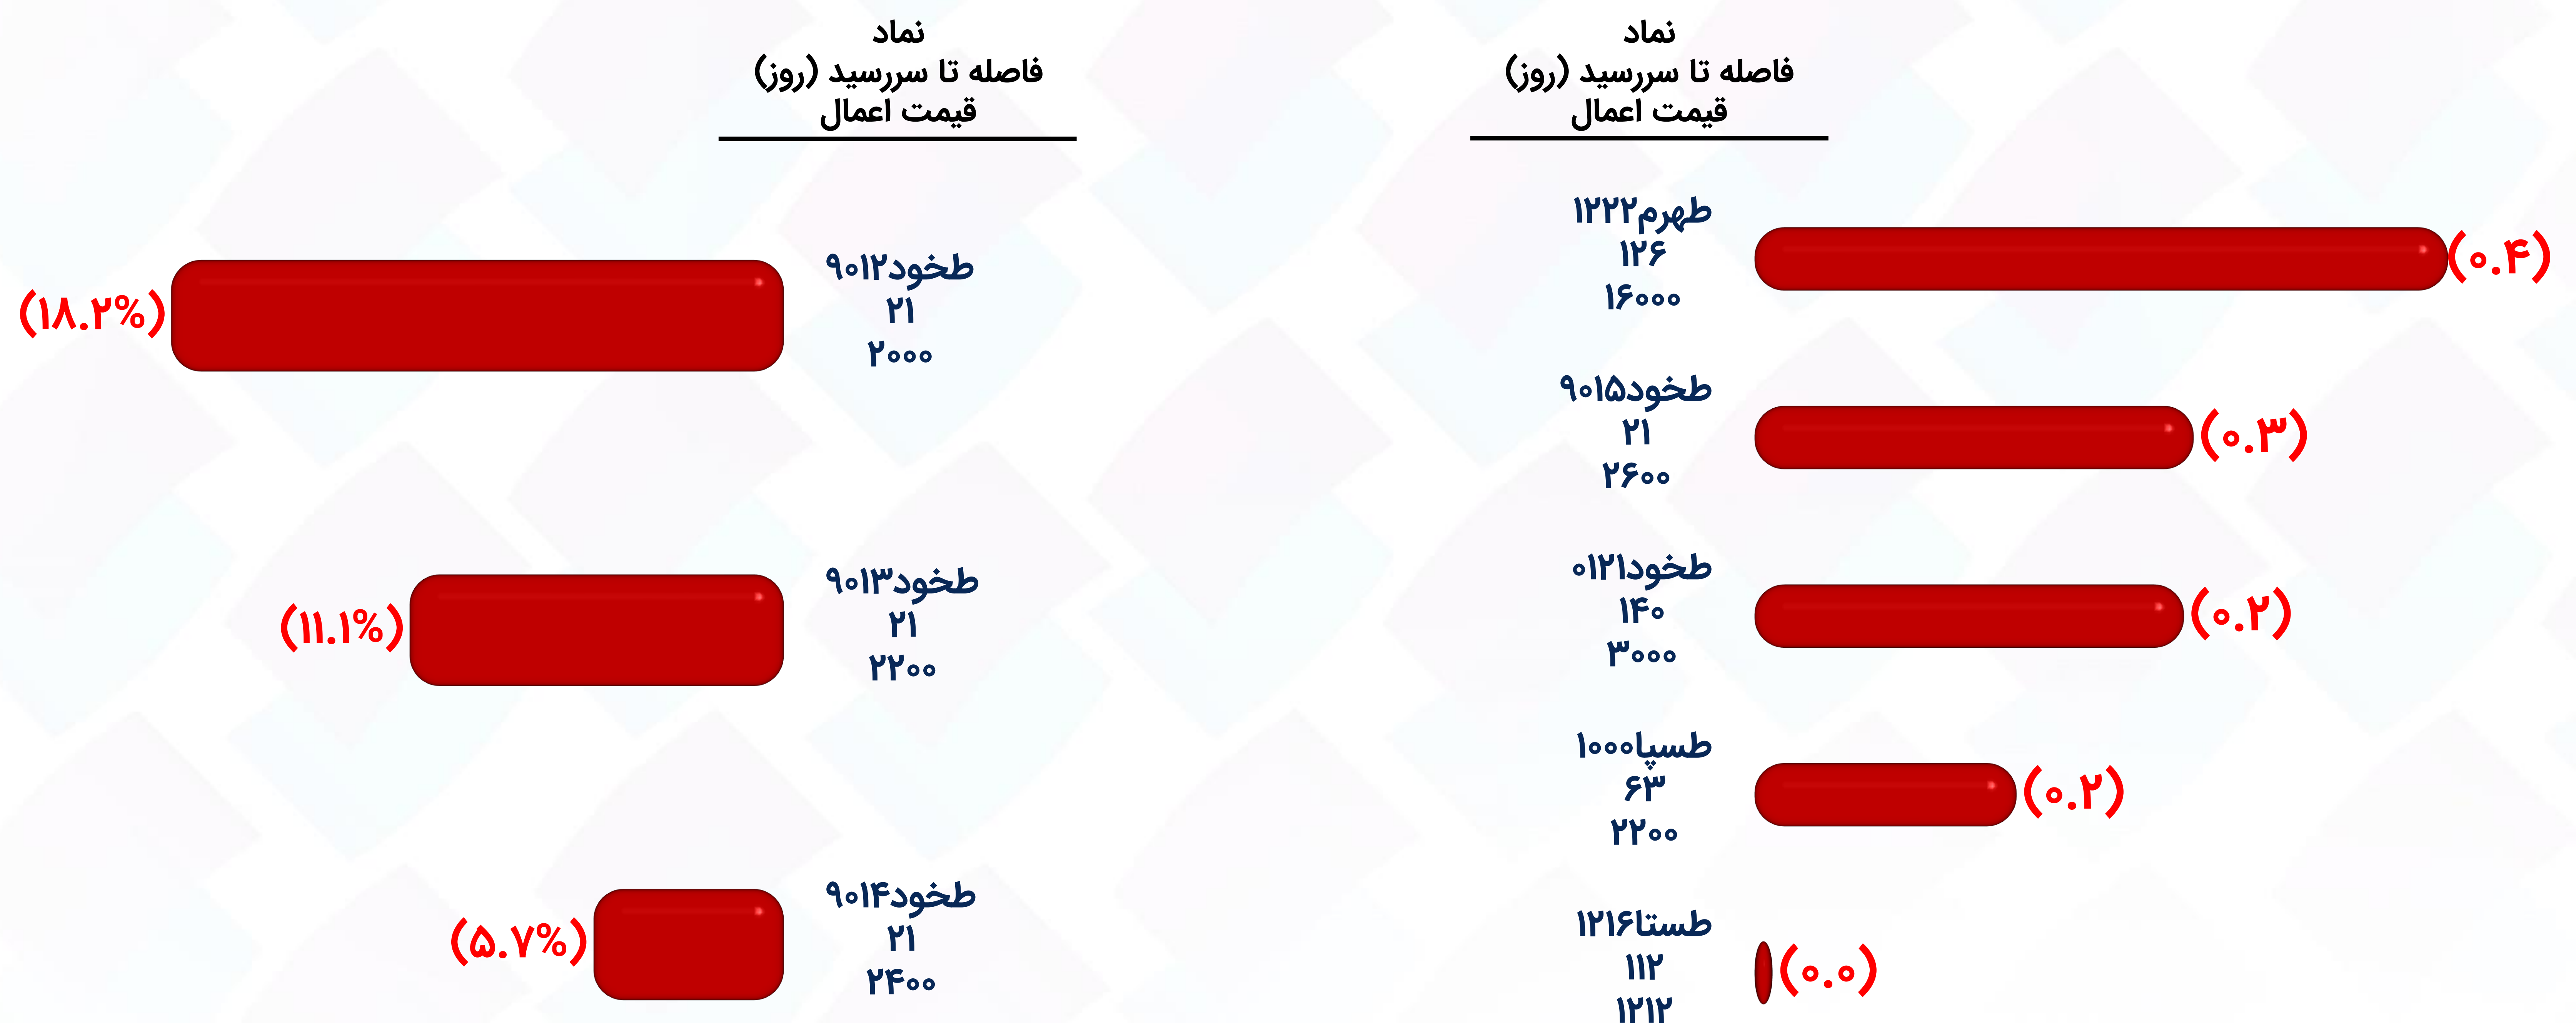 نماد
فاصله تا سررسید (روز)
قیمت اعمال
طهرم۱۲۲۲
۱۲۶
۱۶۰۰۰
(۰.۴)
طخود۹۰۱۵
۲۱
۲۶۰۰
(۰.۳)
طخود۰۱۲۱
۱۴۰
۳۰۰۰
(۰.۲)
طسپا۱۰۰۰
۶۳
۲۲۰۰
(۰.۲)
طستا۱۲۱۶
۱۱۲
۱۲۱۲
(۰.۰)
نماد
فاصله تا سررسید (روز)
قیمت اعمال
طخود۹۰۱۲
۲۱
۲۰۰۰
(۱۸.۲%)
طخود۹۰۱۳
۲۱
۲۲۰۰
(۱۱.۱%)
طخود۹۰۱۴
۲۱
۲۴۰۰
(۵.۷%)